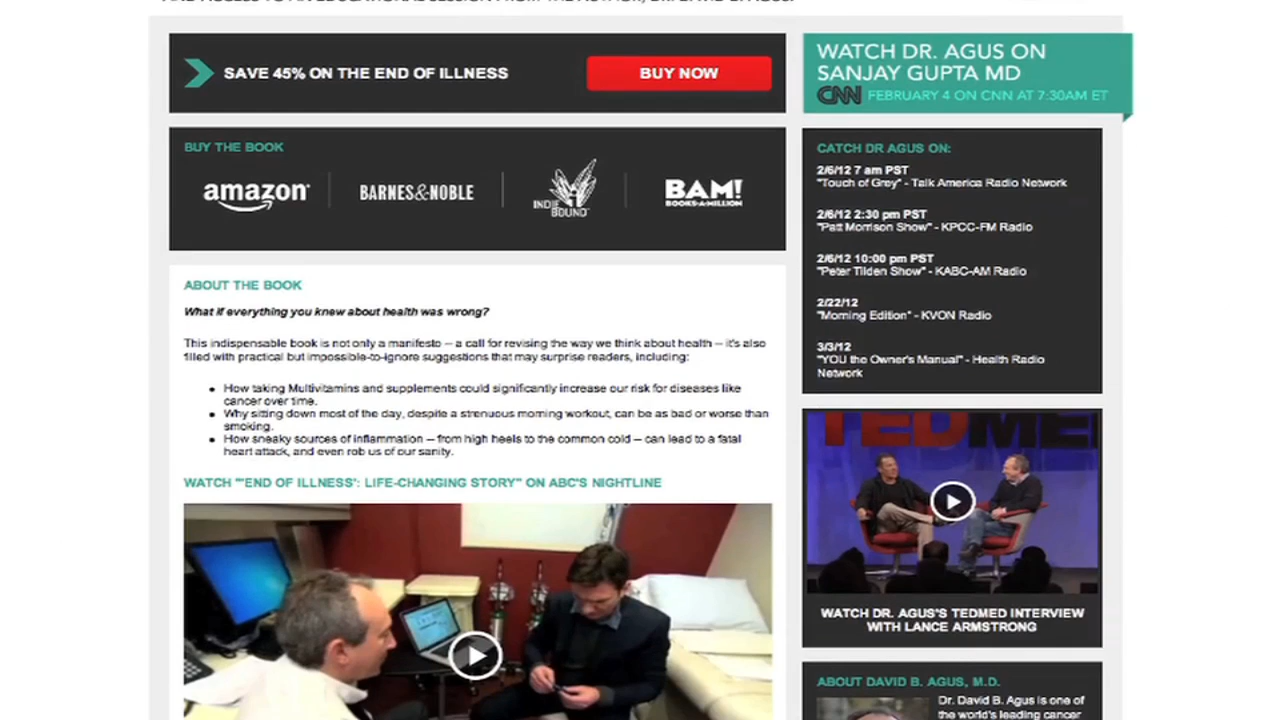 SAVE 45% ON THE END OF ILLNESS
BUY NOW
BUY THE BOOK
amazon
BARNES&NOBLE
INDIE
BOUND
BAM!
BOOKS·A·MILLION
ABOUT THE BOOK
What if everything you knew about health was wrong?
This indispensable book is not only a manifesto -- a call for revising the way we think about health -- it's also
filled with practical but impossible-to-ignore suggestions that may surprise readers, including:
How taking Multivitamins and supplements could significantly increase our risk for diseases like
cancer over time.
Why sitting down most of the day, despite a strenuous morning workout, can be as bad or worse than
smoking.
How sneaky sources of inflammation -- from high heels to the common cold -- can lead to a fatal
heart attack, and even rob us of our sanity.
WATCH "'END OF ILLNESS': LIFE-CHANGING STORY" ON ABC'S NIGHTLINE
WATCH DR. AGUS ON
SANJAY GUPTA MD
CNN FEBRUARY 4 ON CNN AT 7:30AM ET
CATCH DR AGUS ON:
2/6/12 7 am PST
"Touch of Grey" - Talk America Radio Network
2/6/12 2:30 pm PST
"Patt Morrison Show" - KPCC-FM Radio
2/6/12 10:00 pm PST
"Peter Tilden Show" - KABC-AM Radio
2/22/12
"Morning Edition" - KVON Radio
3/3/12
"YOU the Owner's Manual" - Health Radio
Network
TEDMED
WATCH DR. AGUS'S TEDMED INTERVIEW
WITH LANCE ARMSTRONG
ABOUT DAVID B. AGUS, M.D.
Dr. David B. Agus is one of
the world's leading cancer